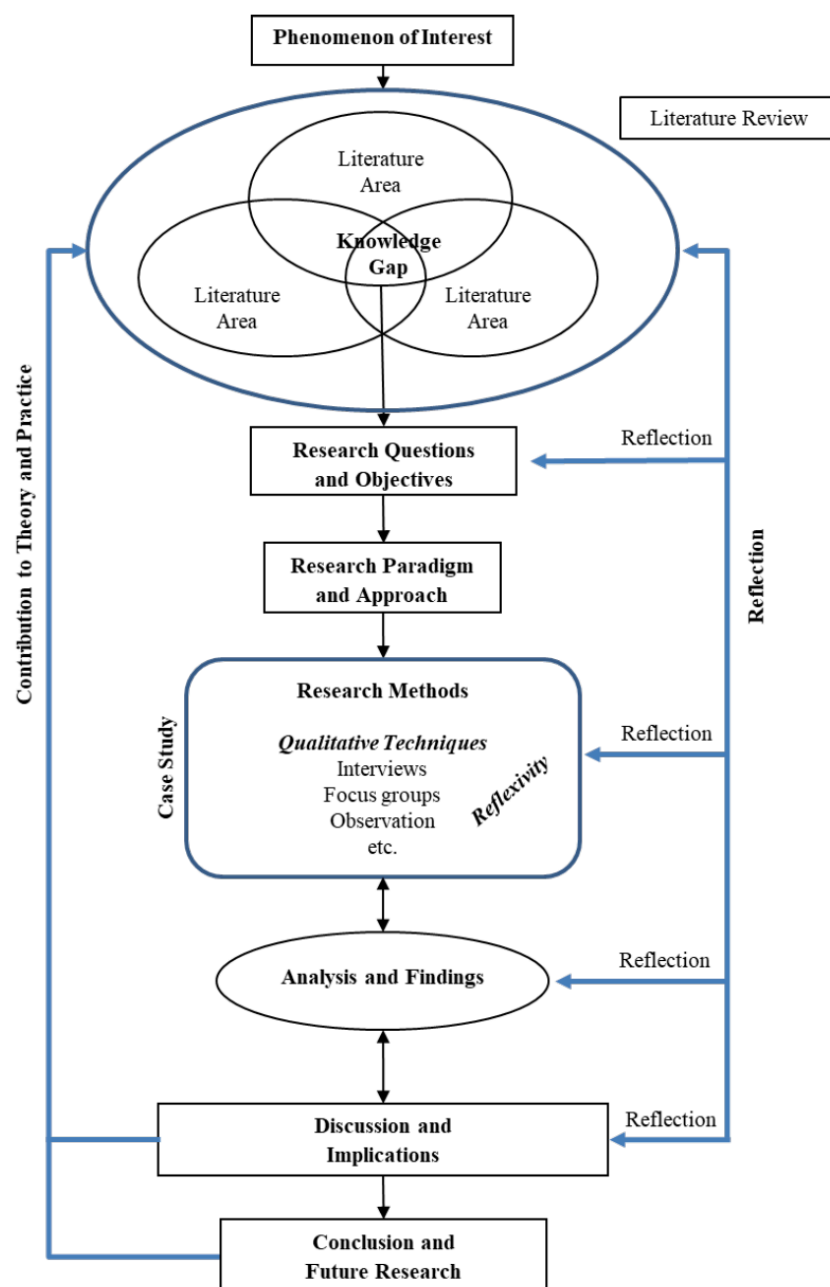 Phenomenon of Interest
Literature Review
Literature
Area
Knowledge
Gap
Literature
Area
Literature
Area
Research Questions
and Objectives
Reflection
Research Paradigm
and Approach
Contribution to Theory and Practice
Reflection
Case Study
Research Methods
Qualitative Techniques
Interviews
Focus groups
Observation
etc.
Reflexivity
Reflection
Analysis and Findings
Reflection
Discussion and
Implications
Reflection
Conclusion and
Future Research